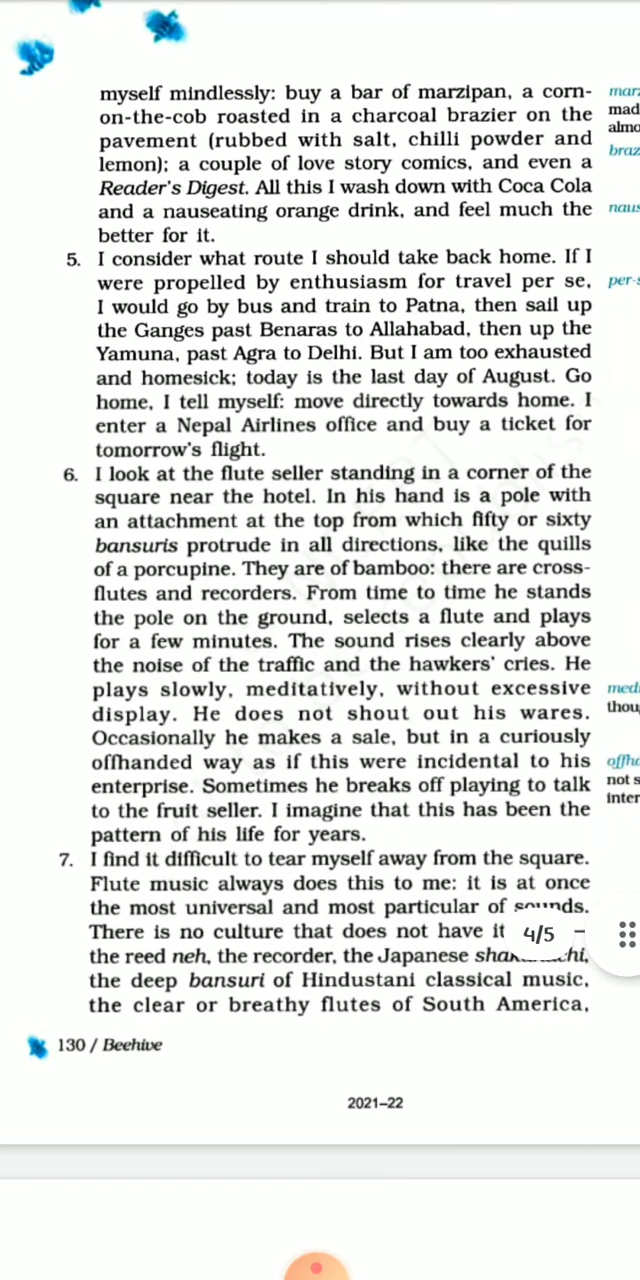 myself mindlessly: buy a bar of marzipan, a corn-
on-the-cob roasted in a charcoal brazier on the
pavement (rubbed with salt, chilli powder and
lemon); a couple of love story comics, and even a
Reader's Digest. All this I wash down with Coca Cola
and a nauseating orange drink, and feel much the
better for it.
5. I consider what route I should take back home. If I
were propelled by enthusiasm for travel per se,
I would go by bus and train to Patna, then sail up
the Ganges past Benaras to Allahabad, then up the
Yamuna, past Agra to Delhi. But I am too exhausted
and homesick; today is the last day of August. Go
home, I tell myself: move directly towards home. I
enter a Nepal Airlines office and buy a ticket for
tomorrow's flight.
6. I look at the flute seller standing in a corner of the
square near the hotel. In his hand is a pole with
an attachment at the top from which fifty or sixty
bansuris protrude in all directions, like the quills
of a porcupine. They are of bamboo: there are cross-
flutes and recorders. From time to time he stands
the pole on the ground, selects a flute and plays
for a few minutes. The sound rises clearly above
the noise of the traffic and the hawkers' cries. He
plays slowly, meditatively, without excessive
display. He does not shout out his wares.
Occasionally he makes a sale, but in a curiously
offhanded way as if this were incidental to his
enterprise. Sometimes he breaks off playing to talk
to the fruit seller. I imagine that this has been the
pattern of his life for years.
7. I find it difficult to tear myself away from the square.
Flute music always does this to me: it is at once
the most universal and most particular of sounds.
There is no culture that does not have it 4/5 –
the reed neh, the recorder, the Japanese
the deep bansuri of Hindustani classical music,
the clear or breathy flutes of South America,
130 / Beehive
2021–22